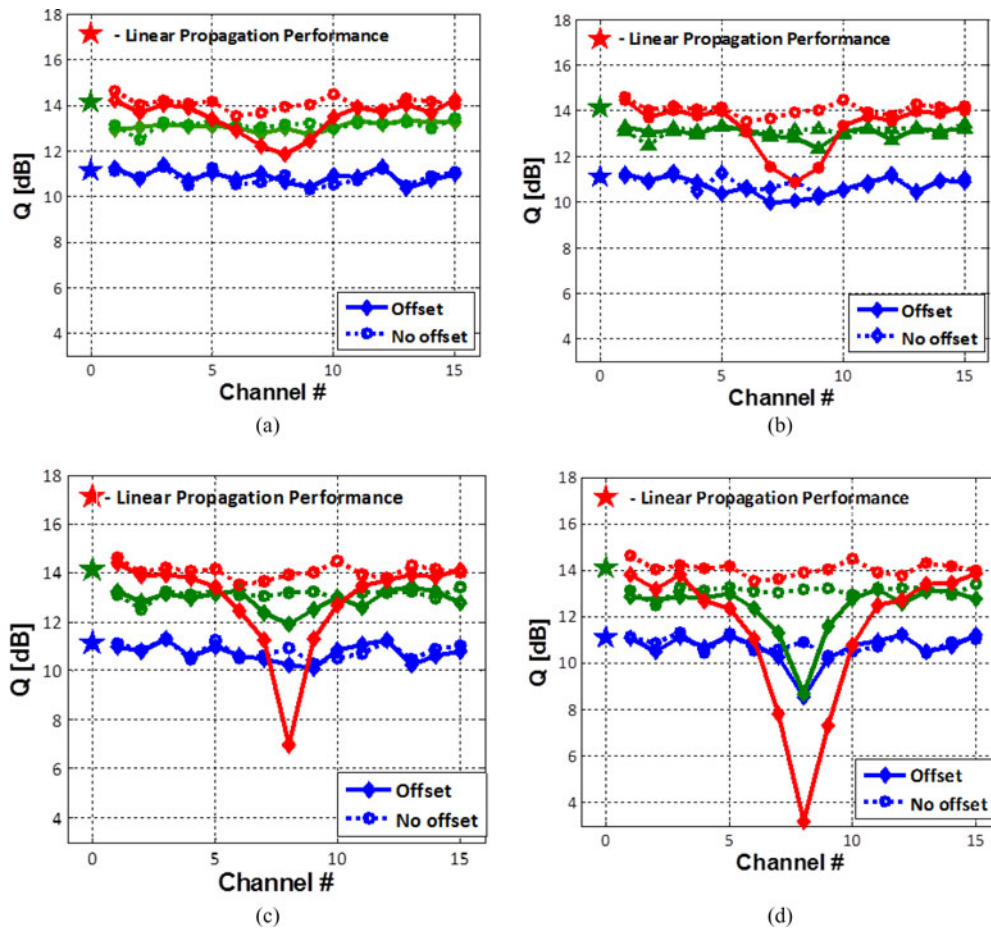 18
16
14
12
10
8
6
4
Q [dB]
- Linear Propagation Performance
Offset
No offset
0
5
10
15
Channel #
(a)
18
16
14
12
10
8
6
4
Q [dB]
- Linear Propagation Performance
Offset
No offset
0
5
10
15
Channel #
(b)
18
16
14
12
10
8
6
4
Q [dB]
- Linear Propagation Performance
Offset
No offset
0
5
10
15
Channel #
(c)
18
16
14
12
10
8
6
4
Q [dB]
- Linear Propagation Performance
Offset
No offset
0
5
10
15
Channel #
(d)